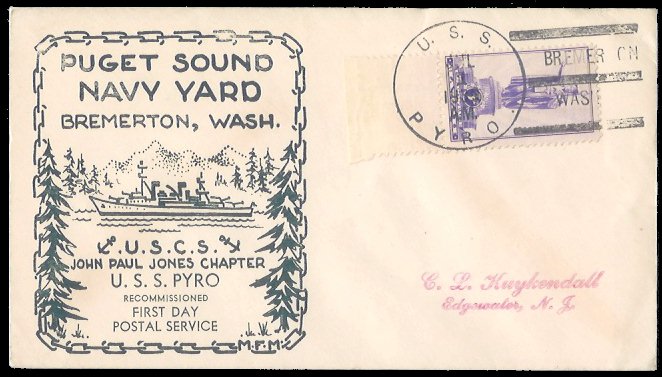 PUGET SOUND
NAVY YARD
BREMERTON, WASH.
U.S.C.S.
JOHN PAUL JONES CHAPTER
U.S.S. PYRO
RECOMMISSIONED
FIRST DAY
POSTAL SERVICE
M.F.M.
U. S. S.
A.M.
PYRO
BREMER ON
WAS
C. L. Kuykendall
Edgewater, N. J.